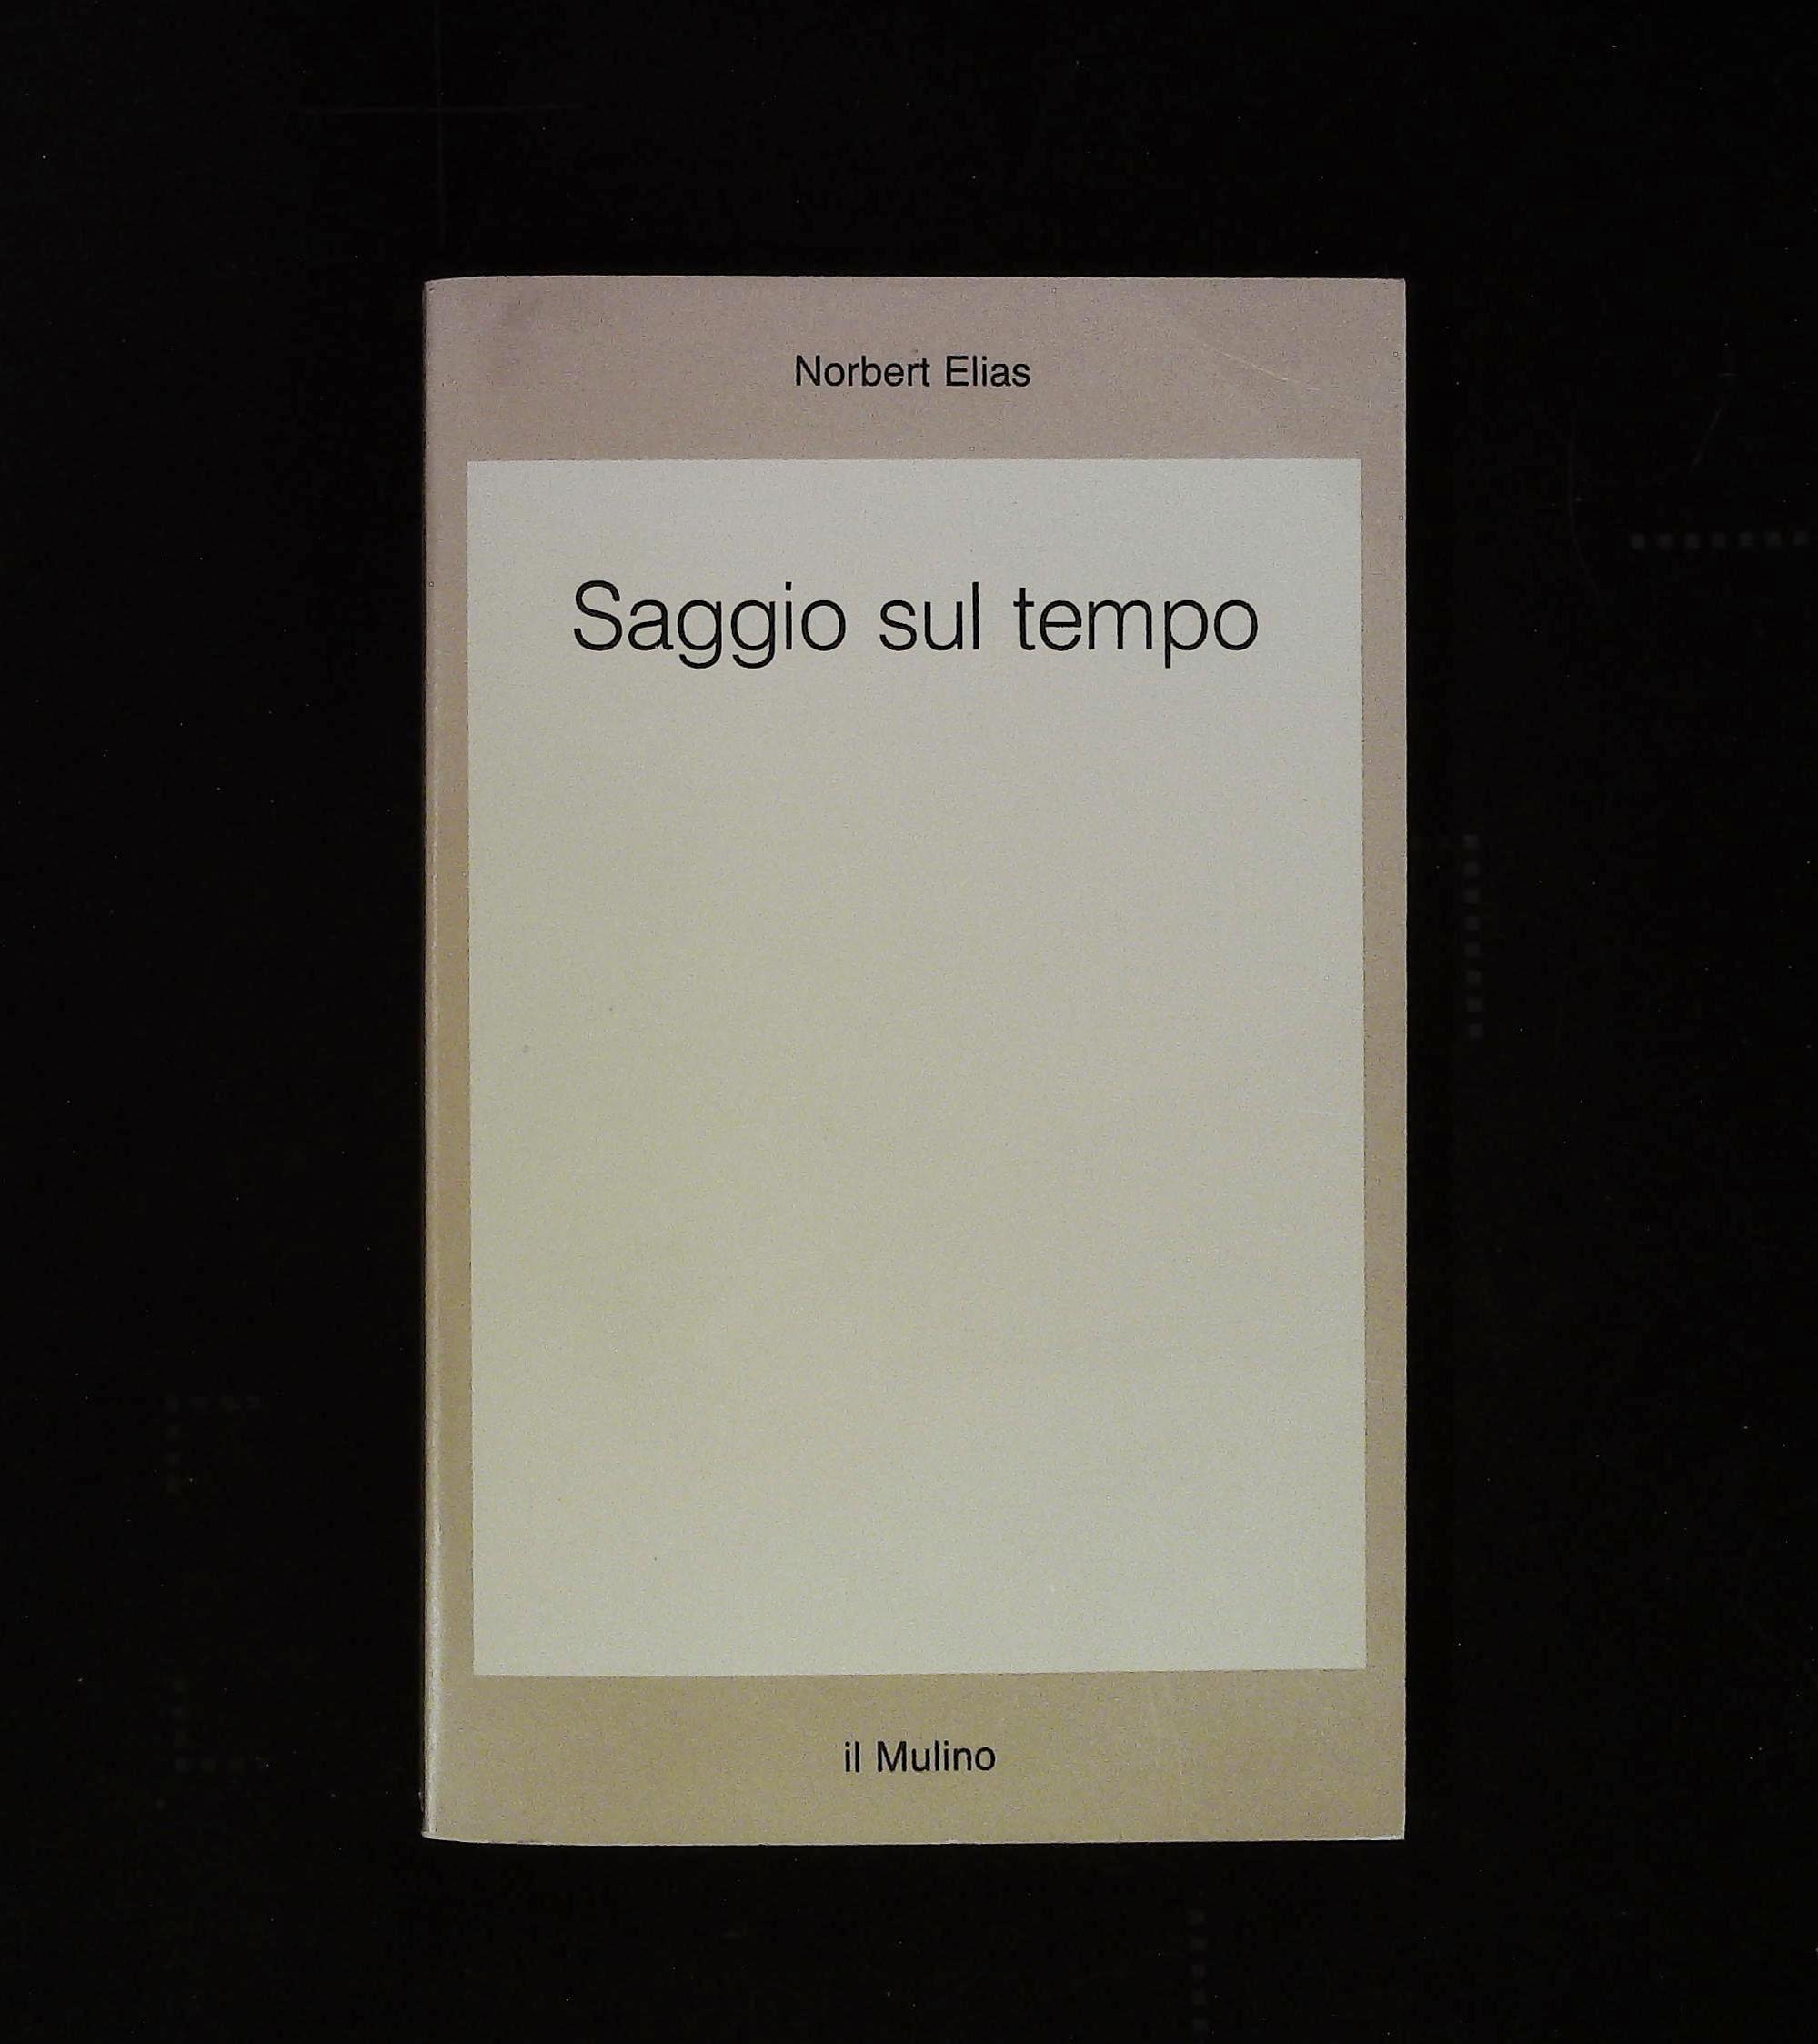 Norbert Elias
Saggio sul tempo
il Mulino